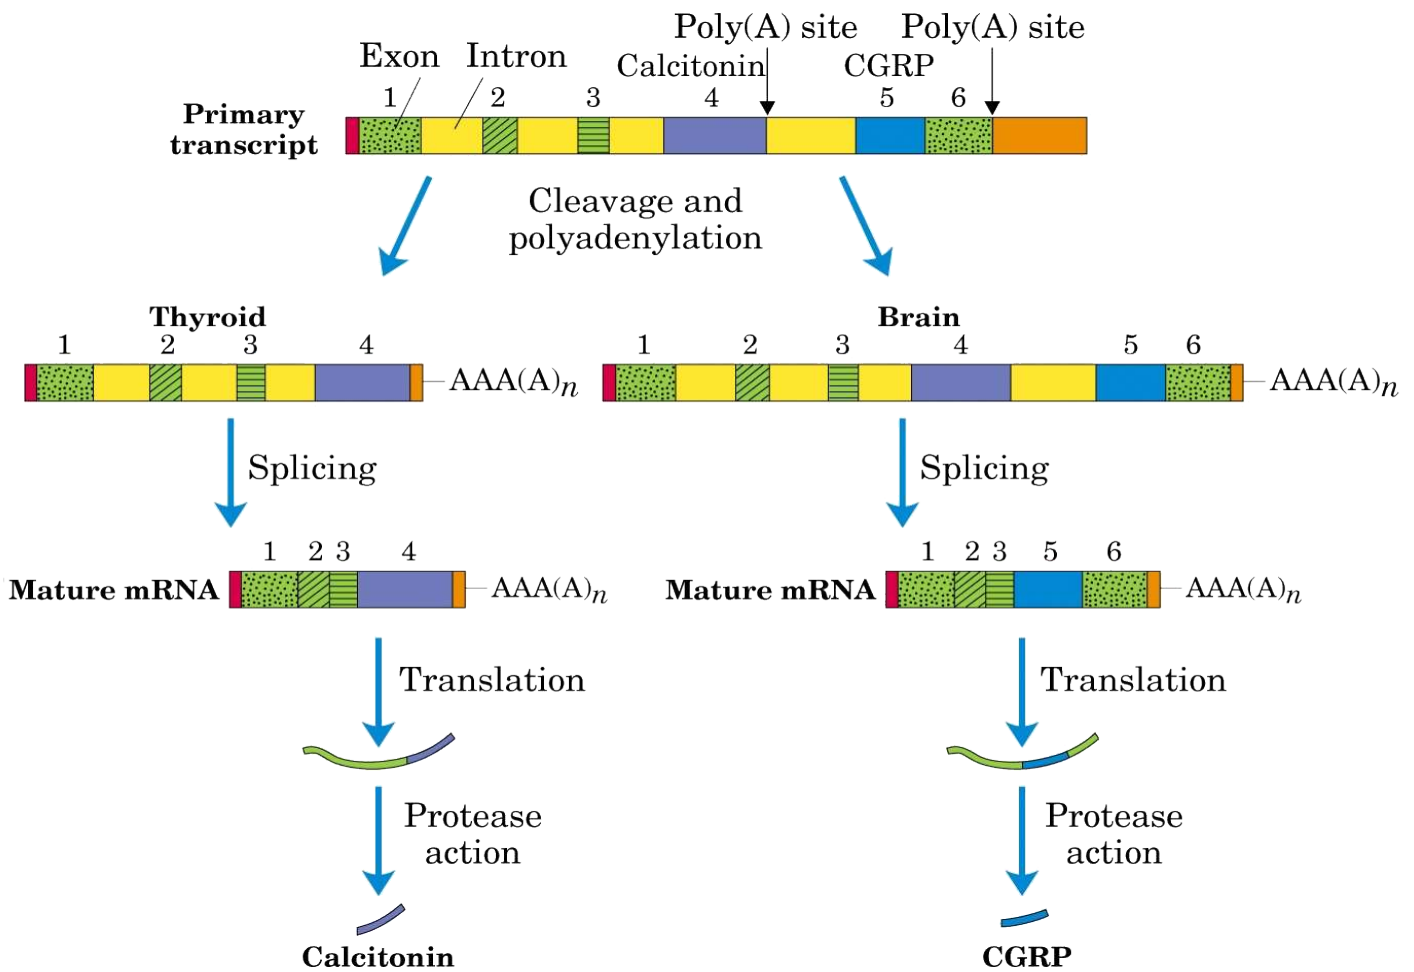 Poly(A) site Poly(A) site
Exon Intron
Calcitonin CGRP
1 2 3 4 5 6
Primary
transcript
Cleavage and
polyadenylation
Thyroid
1 2 3 4
AAA(A)n
Brain
1 2 3 4 5 6
AAA(A)n
Splicing
Splicing
1 2 3 4
Mature mRNA
AAA(A)n
1 2 3 5 6
Mature mRNA
AAA(A)n
Translation
Translation
Protease
action
Protease
action
Calcitonin
CGRP